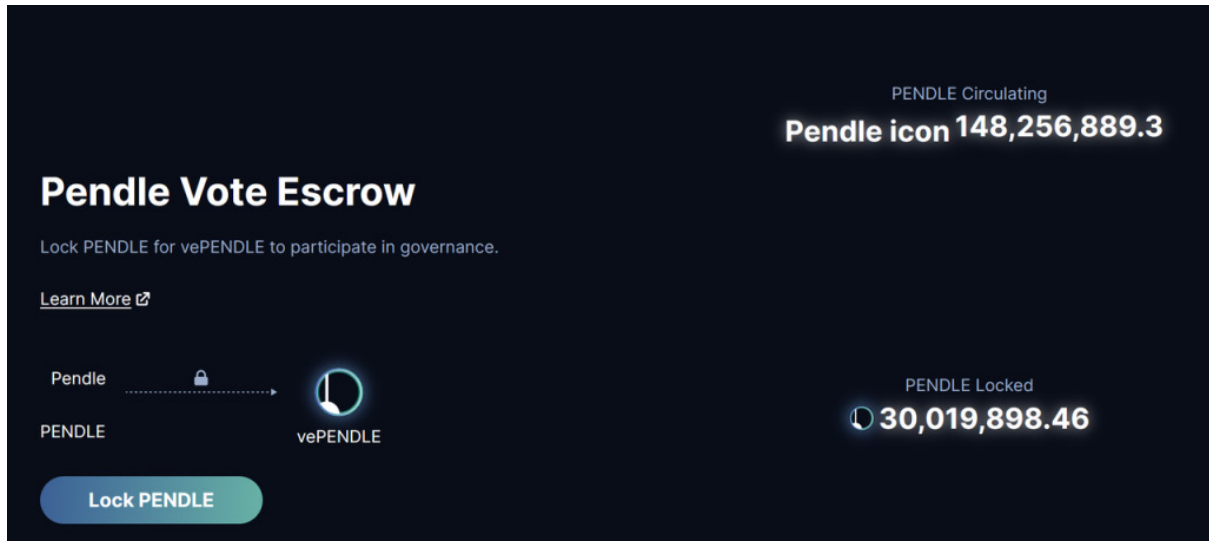 PENDLE Circulating
Pendle icon 148,256,889.3
Pendle Vote Escrow
Lock PENDLE for vePENDLE to participate in governance.
Learn More
Pendle
PENDLE
vePENDLE
PENDLE Locked
30,019,898.46
Lock PENDLE